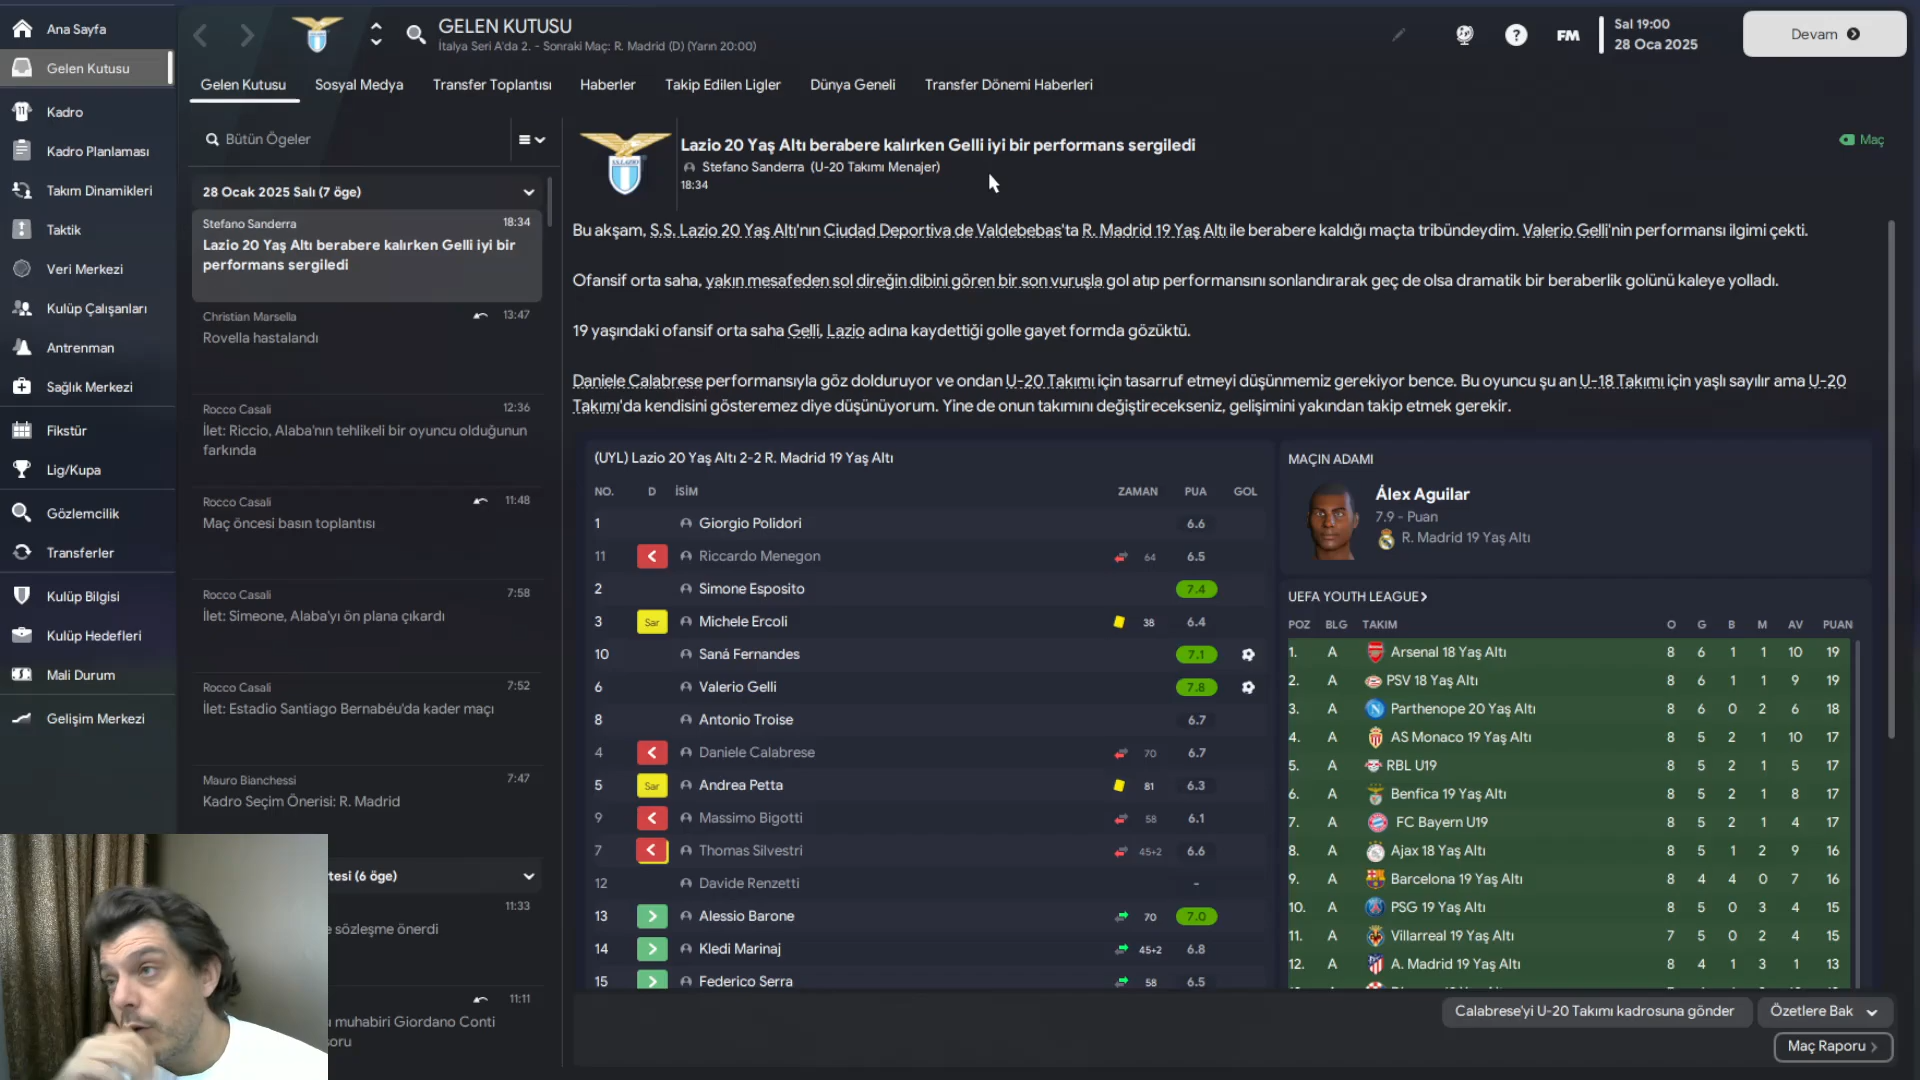 Ana Sayfa
Gelen Kutusu
Kadro
Kadro Planlaması
Takım Dinamikleri
Taktik
Veri Merkezi
Kulüp Çalışanları
Antrenman
Sağlık Merkezi
Fikstür
Lig/Kupa
Gözlemcilik
Transferler
Kulüp Bilgisi
Kulüp Hedefleri
Mali Durum
Gelişim Merkezi
GELEN KUTUSU
İtalya Seri A'da 2. - Sonraki Maç: R. Madrid (D) (Yarın 20:00)
FM
Sal 19:00
28 Oca 2025
Devam
Gelen Kutusu Sosyal Medya Transfer Toplantısı Haberler Takip Edilen Ligler Dünya Geneli Transfer Dönemi Haberleri
Bütün Ögeler
28 Ocak 2025 Salı (7 öge)
Stefano Sanderra 18:34
Lazio 20 Yaş Altı berabere kalırken Gelli iyi bir
performans sergiledi
Christian Marsella 13:47
Rovella hastalandı
Rocco Casali 12:36
İlet: Riccio, Alaba'nın tehlikeli bir oyuncu olduğunun
farkında
Rocco Casali 11:48
Maç öncesi basın toplantısı
Rocco Casali 7:58
İlet: Simeone, Alaba'yı ön plana çıkardı
Rocco Casali 7:52
İlet: Estadio Santiago Bernabéu'da kader maçı
Mauro Bianchessi 7:47
Kadro Seçim Önerisi: R. Madrid
tesi (6 öge)
11:33
e sözleşme önerdi
11:11
ı muhabiri Giordano Conti
oru
Lazio 20 Yaş Altı berabere kalırken Gelli iyi bir performans sergiledi
Stefano Sanderra (U-20 Takımı Menajer)
18:34
Maç
Bu akşam, S.S. Lazio 20 Yaş Altı'nın Ciudad Deportiva de Valdebebas'ta R. Madrid 19 Yaş Altı ile berabere kaldığı maçta tribündeydim. Valerio Gelli'nin performansı ilgimi çekti.
Ofansif orta saha, yakın mesafeden sol direğin dibini gören bir son vuruşla gol atıp performansını sonlandırarak geç de olsa dramatik bir beraberlik golünü kaleye yolladı.
19 yaşındaki ofansif orta saha Gelli, Lazio adına kaydettiği golle gayet formda gözüktü.
Daniele Calabrese performansıyla göz dolduruyor ve ondan U-20 Takımı için tasarruf etmeyi düşünmemiz gerekiyor bence. Bu oyuncu şu an U-18 Takımı için yaşlı sayılır ama U-20
Takımı'da kendisini gösteremez diye düşünüyorum. Yine de onun takımını değiştirecekseniz, gelişimini yakından takip etmek gerekir.
(UYL) Lazio 20 Yaş Altı 2-2 R. Madrid 19 Yaş Altı
NO. D İSİM ZAMAN PUA GOL
1 Giorgio Polidori 6.6
11 Riccardo Menegon 64 6.5
2 Simone Esposito 7.4
3 Sar Michele Ercoli 38 6.4
10 Saná Fernandes 7.1
6 Valerio Gelli 7.8
8 Antonio Troise 6.7
4 Daniele Calabrese 70 6.7
5 Sar Andrea Petta 81 6.3
9 Massimo Bigotti 58 6.1
7 Thomas Silvestri 45+2 6.6
12 Davide Renzetti -
13 Alessio Barone 70 7.0
14 Kledi Marinaj 45+2 6.8
15 Federico Serra 58 6.5
MAÇIN ADAMI
Álex Aguilar
7.9 - Puan
R. Madrid 19 Yaş Altı
UEFA YOUTH LEAGUE
POZ BLG TAKIM O G B M AV PUAN
1. A Arsenal 18 Yaş Altı 8 6 1 1 10 19
2. A PSV 18 Yaş Altı 8 6 1 1 9 19
3. A Parthenope 20 Yaş Altı 8 6 0 2 6 18
4. A AS Monaco 19 Yaş Altı 8 5 2 1 10 17
5. A RBL U19 8 5 2 1 5 17
6. A Benfica 19 Yaş Altı 8 5 2 1 8 17
7. A FC Bayern U19 8 5 2 1 4 17
8. A Ajax 18 Yaş Altı 8 5 1 2 9 16
9. A Barcelona 19 Yaş Altı 8 4 4 0 7 16
10. A PSG 19 Yaş Altı 8 5 0 3 4 15
11. A Villarreal 19 Yaş Altı 7 5 0 2 4 15
12. A A. Madrid 19 Yaş Altı 8 4 1 3 1 13
Calabrese'yi U-20 Takımı kadrosuna gönder
Özetlere Bak
Maç Raporu